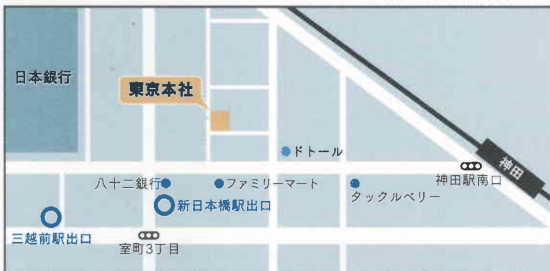 日本銀行
東京本社
ドトール
神田
神田駅南口
八十二銀行
ファミリーマート
タックルベリー
新日本橋駅出口
三越前駅出口
室町3丁目